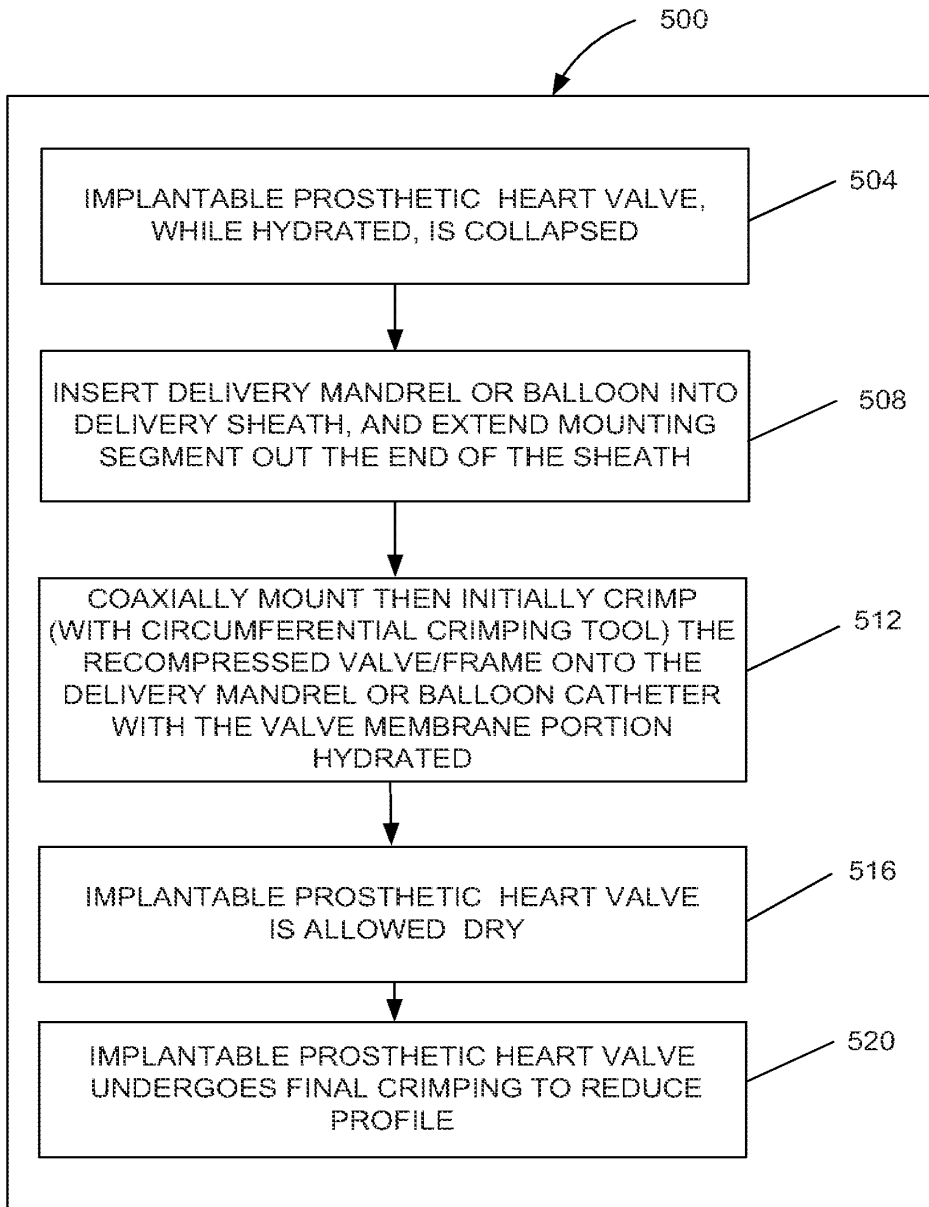 500
IMPLANTABLE PROSTHETIC HEART VALVE,
WHILE HYDRATED, IS COLLAPSED
504
INSERT DELIVERY MANDREL OR BALLOON INTO
DELIVERY SHEATH, AND EXTEND MOUNTING
SEGMENT OUT THE END OF THE SHEATH
508
COAXIALLY MOUNT THEN INITIALLY CRIMP
(WITH CIRCUMFERENTIAL CRIMPING TOOL) THE
RECOMPRESSED VALVE/FRAME ONTO THE
DELIVERY MANDREL OR BALLOON CATHETER
WITH THE VALVE MEMBRANE PORTION
HYDRATED
512
IMPLANTABLE PROSTHETIC HEART VALVE
IS ALLOWED DRY
516
IMPLANTABLE PROSTHETIC HEART VALVE
UNDERGOES FINAL CRIMPING TO REDUCE
PROFILE
520